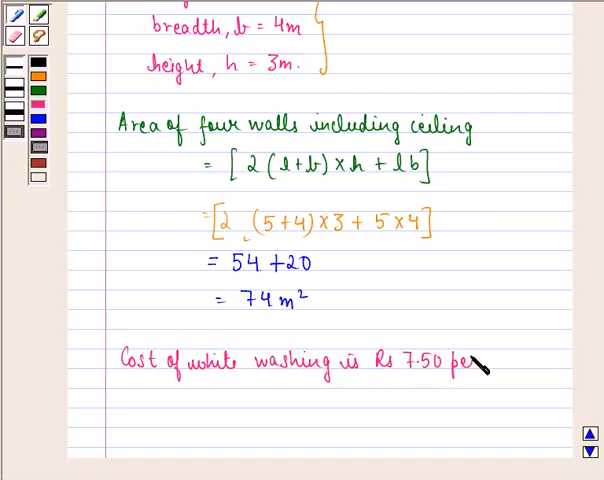 breadth, b = 4m
height, h = 3m.
Area of four walls including ceiling
= [ 2 (l+b) × h + lb ]
= [2 (5+4) ×3 + 5 ×4 ]
= 54 +20
= 74 m²
Cost of white washing is Rs 7.50 per